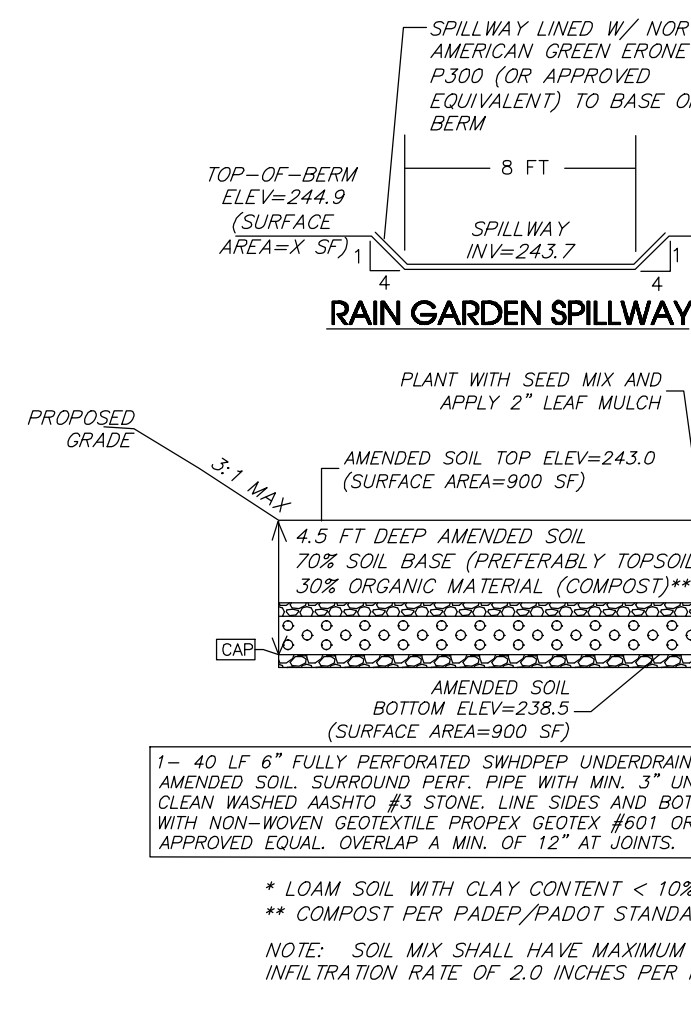 SPILLWAY LINED W/ NOR
AMERICAN GREEN ERONE
P300 (OR APPROVED
EQUIVALENT) TO BASE O
BERM
8 FT
TOP-OF-BERM
ELEV=244.9
(SURFACE
AREA=X SF)
SPILLWAY
INV=243.7
1
4
1
4
RAIN GARDEN SPILLWAY
PLANT WITH SEED MIX AND
APPLY 2" LEAF MULCH
PROPOSED
GRADE
3:1 MAX
AMENDED SOIL TOP ELEV=243.0
(SURFACE AREA=900 SF)
4.5 FT DEEP AMENDED SOIL
70% SOIL BASE (PREFERABLY TOPSOIL
30% ORGANIC MATERIAL (COMPOST)**
CAP
AMENDED SOIL
BOTTOM ELEV=238.5
(SURFACE AREA=900 SF)
1- 40 LF 6" FULLY PERFORATED SWHDPEP UNDERDRAIN
AMENDED SOIL. SURROUND PERF. PIPE WITH MIN. 3" UN
CLEAN WASHED AASHTO #3 STONE. LINE SIDES AND BOT
WITH NON-WOVEN GEOTEXTILE PROPEX GEOTEX #601 OR
APPROVED EQUAL. OVERLAP A MIN. OF 12" AT JOINTS.
* LOAM SOIL WITH CLAY CONTENT < 10%
** COMPOST PER PADEP/PADOT STANDA
NOTE: SOIL MIX SHALL HAVE MAXIMUM
INFILTRATION RATE OF 2.0 INCHES PER